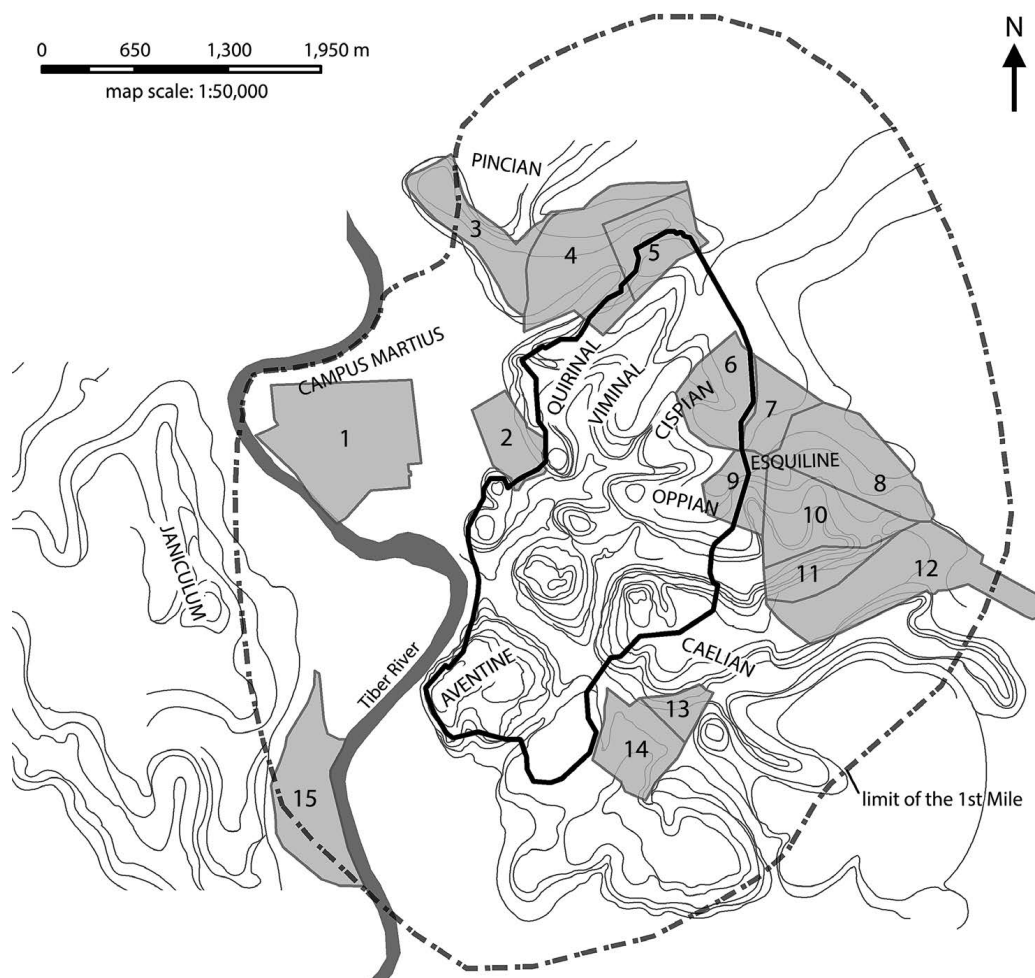 0 650 1,300 1,950 m
map scale: 1:50,000
N
PINCIAN
3
4
5
CAMPUS MARTIUS
QUIRINAL
VIMINAL
CISPIAN
6
7
1
2
ESQUILINE
9
8
OPPIAN
10
JANICULUM
11
12
Tiber River
AVENTINE
CAELIAN
13
14
15
limit of the 1st Mile